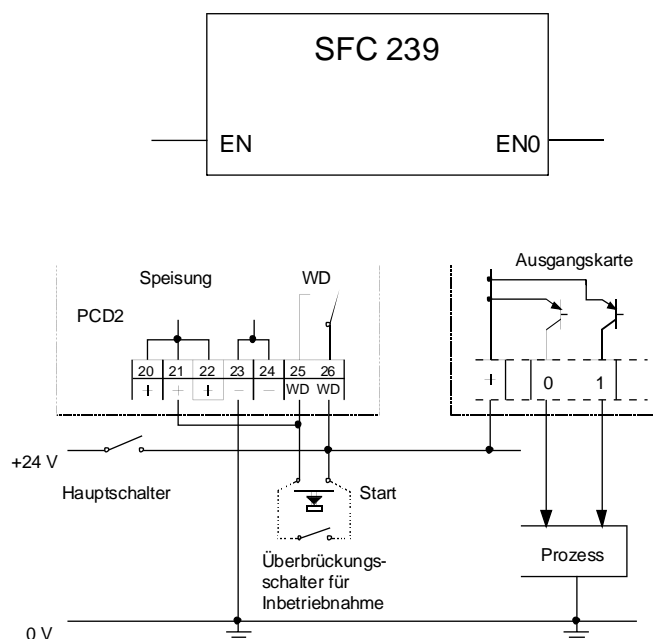 SFC 239
EN EN0
Ausgangskarte
Speisung WD
PCD2
20 21 22 23 24 25 26
+ + + - - WD WD
+ 0 1
+24 V
Hauptschalter Start
Überbrückungs-
schalter für
Inbetriebnahme
Prozess
0 V